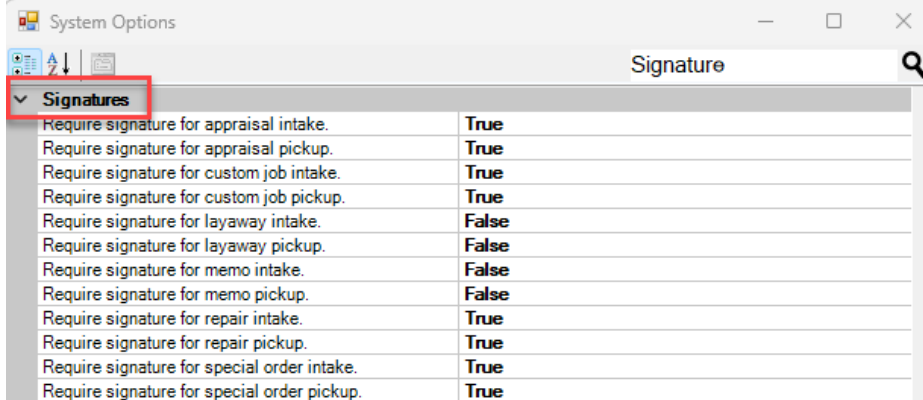 System Options
Signature
Signatures
Require signature for appraisal intake. True
Require signature for appraisal pickup. True
Require signature for custom job intake. True
Require signature for custom job pickup. True
Require signature for layaway intake. False
Require signature for layaway pickup. False
Require signature for memo intake. False
Require signature for memo pickup. False
Require signature for repair intake. True
Require signature for repair pickup. True
Require signature for special order intake. True
Require signature for special order pickup. True